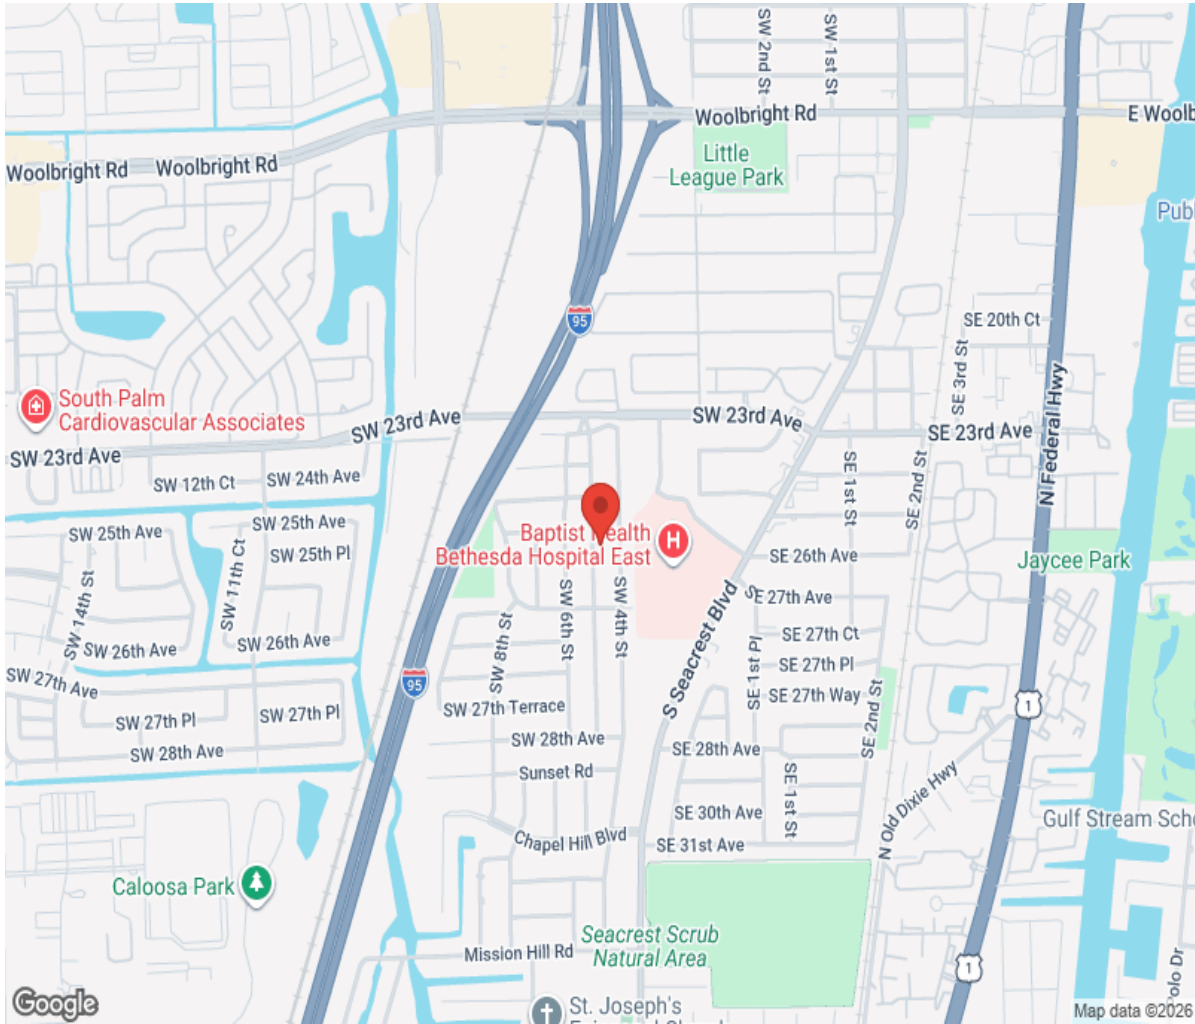 SW 2nd St
SW 1st St
Woolbright Rd
E Woolb
Woolbright Rd
Woolbright Rd
Little
League Park
Publ
95
SE 20th Ct
SE 3rd St
N Federal Hwy
South Palm
Cardiovascular Associates
SW 23rd Ave
SW 23rd Ave
SW 23rd Ave
SE 23rd Ave
SW 12th Ct
SW 24th Ave
SE 1st St
SE 2nd St
SW 25th Ave
SW 25th Ave
SW 25th Pl
Baptist Health
Bethesda Hospital East
H
SE 26th Ave
Jaycee Park
SW 14th St
SW 11th Ct
SW 6th St
SW 4th St
S Seacrest Blvd
SE 27th Ave
SE 27th Ct
SE 27th Pl
SE 27th Way
SE 1st Pl
SE 2nd St
SW 26th Ave
SW 26th Ave
SW 8th St
SW 27th Ave
95
SW 27th Pl
SW 27th Pl
SW 27th Terrace
1
SW 28th Ave
SW 28th Ave
SE 28th Ave
Sunset Rd
SE 1st St
N Old Dixie Hwy
SE 30th Ave
Gulf Stream Scho
Chapel Hill Blvd
SE 31st Ave
Caloosa Park
Seacrest Scrub
Natural Area
Mission Hill Rd
1
Polo Dr
St. Joseph's
Google
Map data ©2026